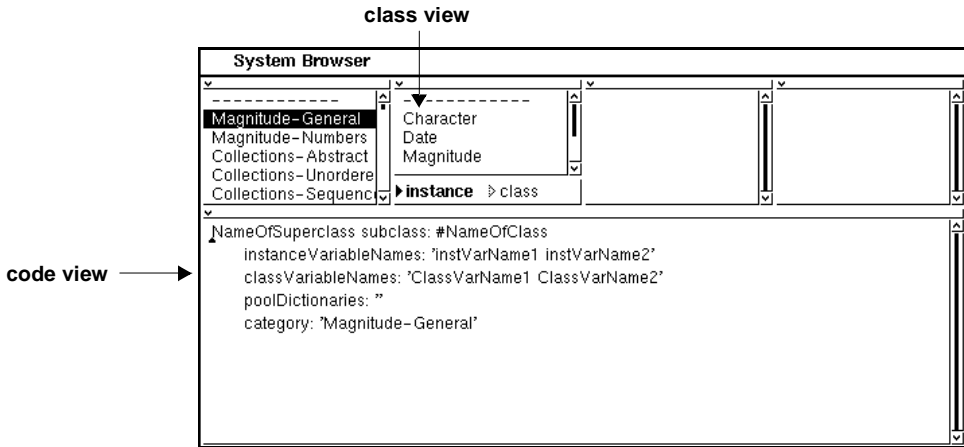 class view
System Browser
- - - - - - - - - - - -
Magnitude-General
Magnitude-Numbers
Collections-Abstract
Collections-Unordere
Collections-Sequenc
- - - - - - - - - - - -
Character
Date
Magnitude
instance class
code view
NameOfSuperclass subclass: #NameOfClass
instanceVariableNames: 'instVarName1 instVarName2'
classVariableNames: 'ClassVarName1 ClassVarName2'
poolDictionaries: ''
category: 'Magnitude-General'